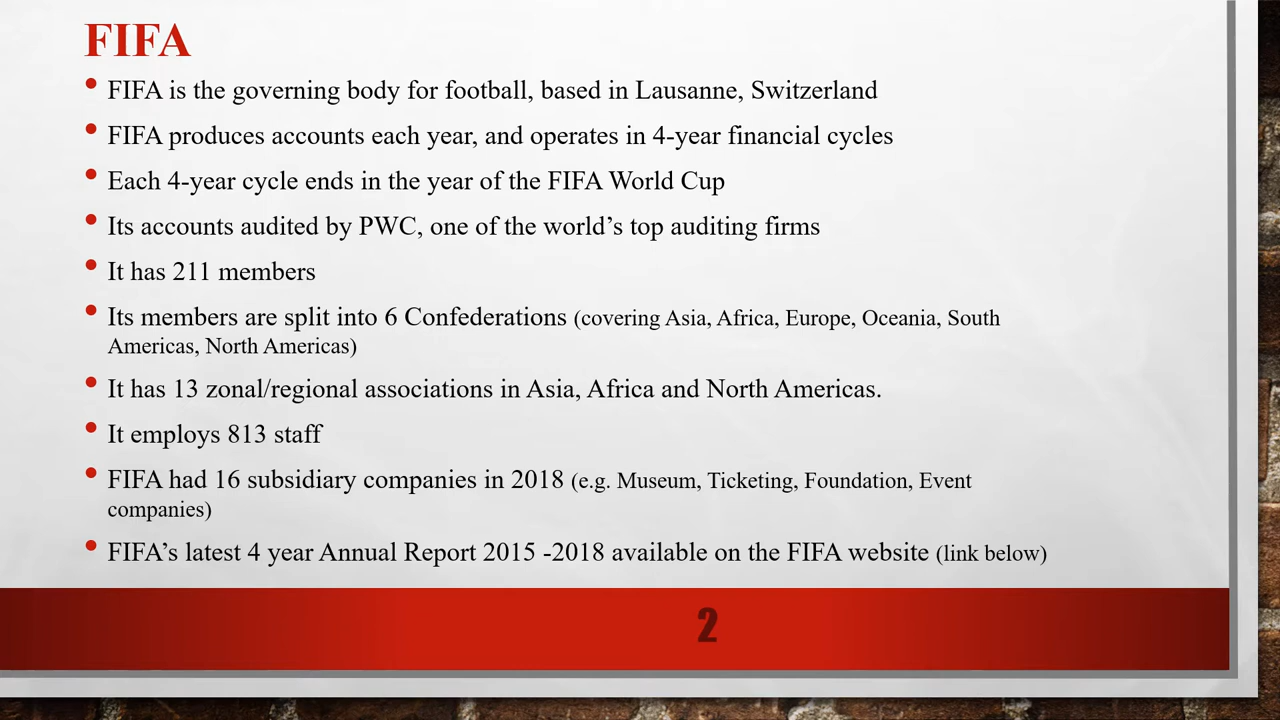 FIFA
• FIFA is the governing body for football, based in Lausanne, Switzerland
• FIFA produces accounts each year, and operates in 4-year financial cycles
• Each 4-year cycle ends in the year of the FIFA World Cup
• Its accounts audited by PWC, one of the world’s top auditing firms
• It has 211 members
• Its members are split into 6 Confederations (covering Asia, Africa, Europe, Oceania, South
Americas, North Americas)
• It has 13 zonal/regional associations in Asia, Africa and North Americas.
• It employs 813 staff
• FIFA had 16 subsidiary companies in 2018 (e.g. Museum, Ticketing, Foundation, Event
companies)
• FIFA’s latest 4 year Annual Report 2015 -2018 available on the FIFA website (link below)
2